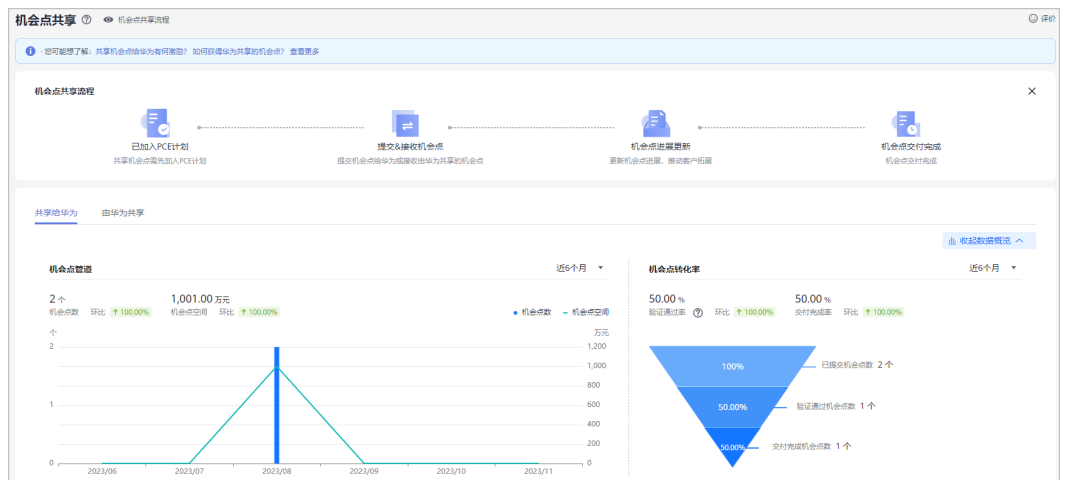 机会点共享 ? 机会点共享流程
评价
· 您可能想了解： 共享机会点给华为有何激励? 如何获得华为共享的机会点? 查看更多
机会点共享流程
已加入PCE计划
共享机会点需先加入PCE计划
提交&接收机会点
提交机会点给华为或接收由华为共享的机会点
机会点进展更新
更新机会点进展，推动客户拓展
机会点交付完成
机会点交付完成
共享给华为 由华为共享
收起数据概览
机会点管道 近6个月
2 个 1,001.00 万元
机会点数 环比 ↑ 100.00% 机会点空间 环比 ↑ 100.00%
机会点数 机会点空间
个 万元
2 1,200
1,000
800
1 600
400
200
0 0
2023/06 2023/07 2023/08 2023/09 2023/10 2023/11
机会点转化率 近6个月
50.00 % 50.00 %
验证通过率 ? 环比 ↑ 100.00% 交付完成率 环比 ↑ 100.00%
100% 已提交机会点数 2 个
50.00% 验证通过机会点数 1 个
50.00% 交付完成机会点数 1 个